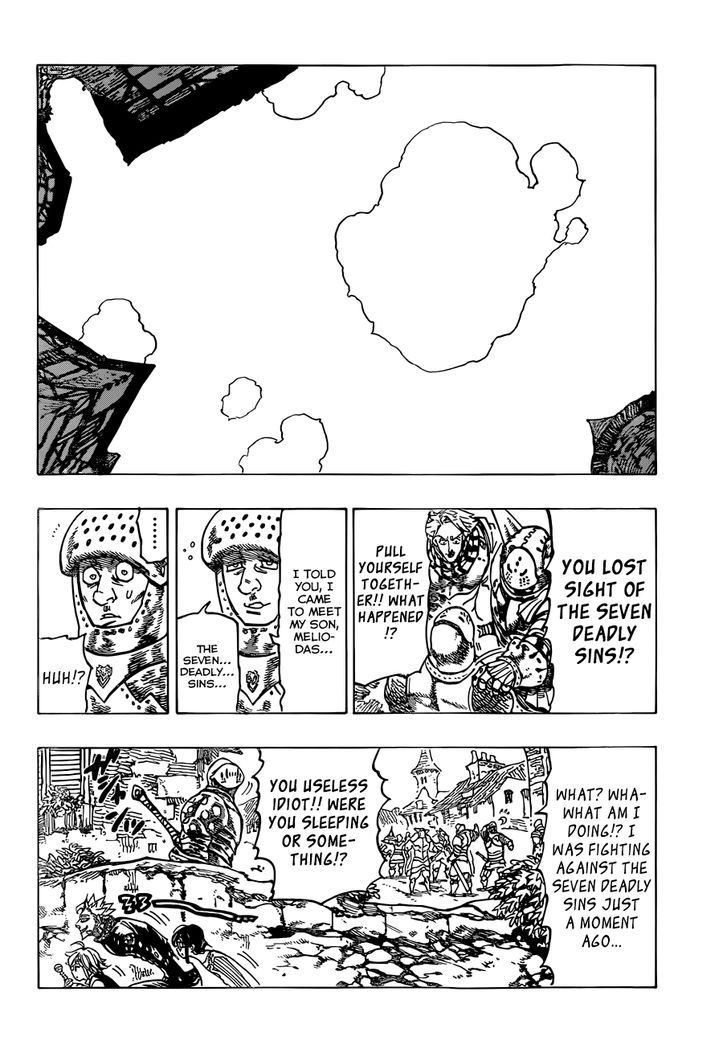 YOU LOST
SIGHT OF
THE SEVEN
DEADLY
SINS!?
PULL
YOURSELF
TOGETH-
ER!! WHAT
HAPPENED
!?
I TOLD
YOU, I
CAME
TO MEET
MY SON,
MELIO-
DAS...
THE
SEVEN...
DEADLY...
SINS...
HUH!?
WHAT? WHA-
WHAT AM I
DOING!? I
WAS FIGHTING
AGAINST THE
SEVEN DEADLY
SINS JUST
A MOMENT
AGO...
YOU USELESS
IDIOT!! WERE
YOU SLEEPING
OR SOME-
THING!?